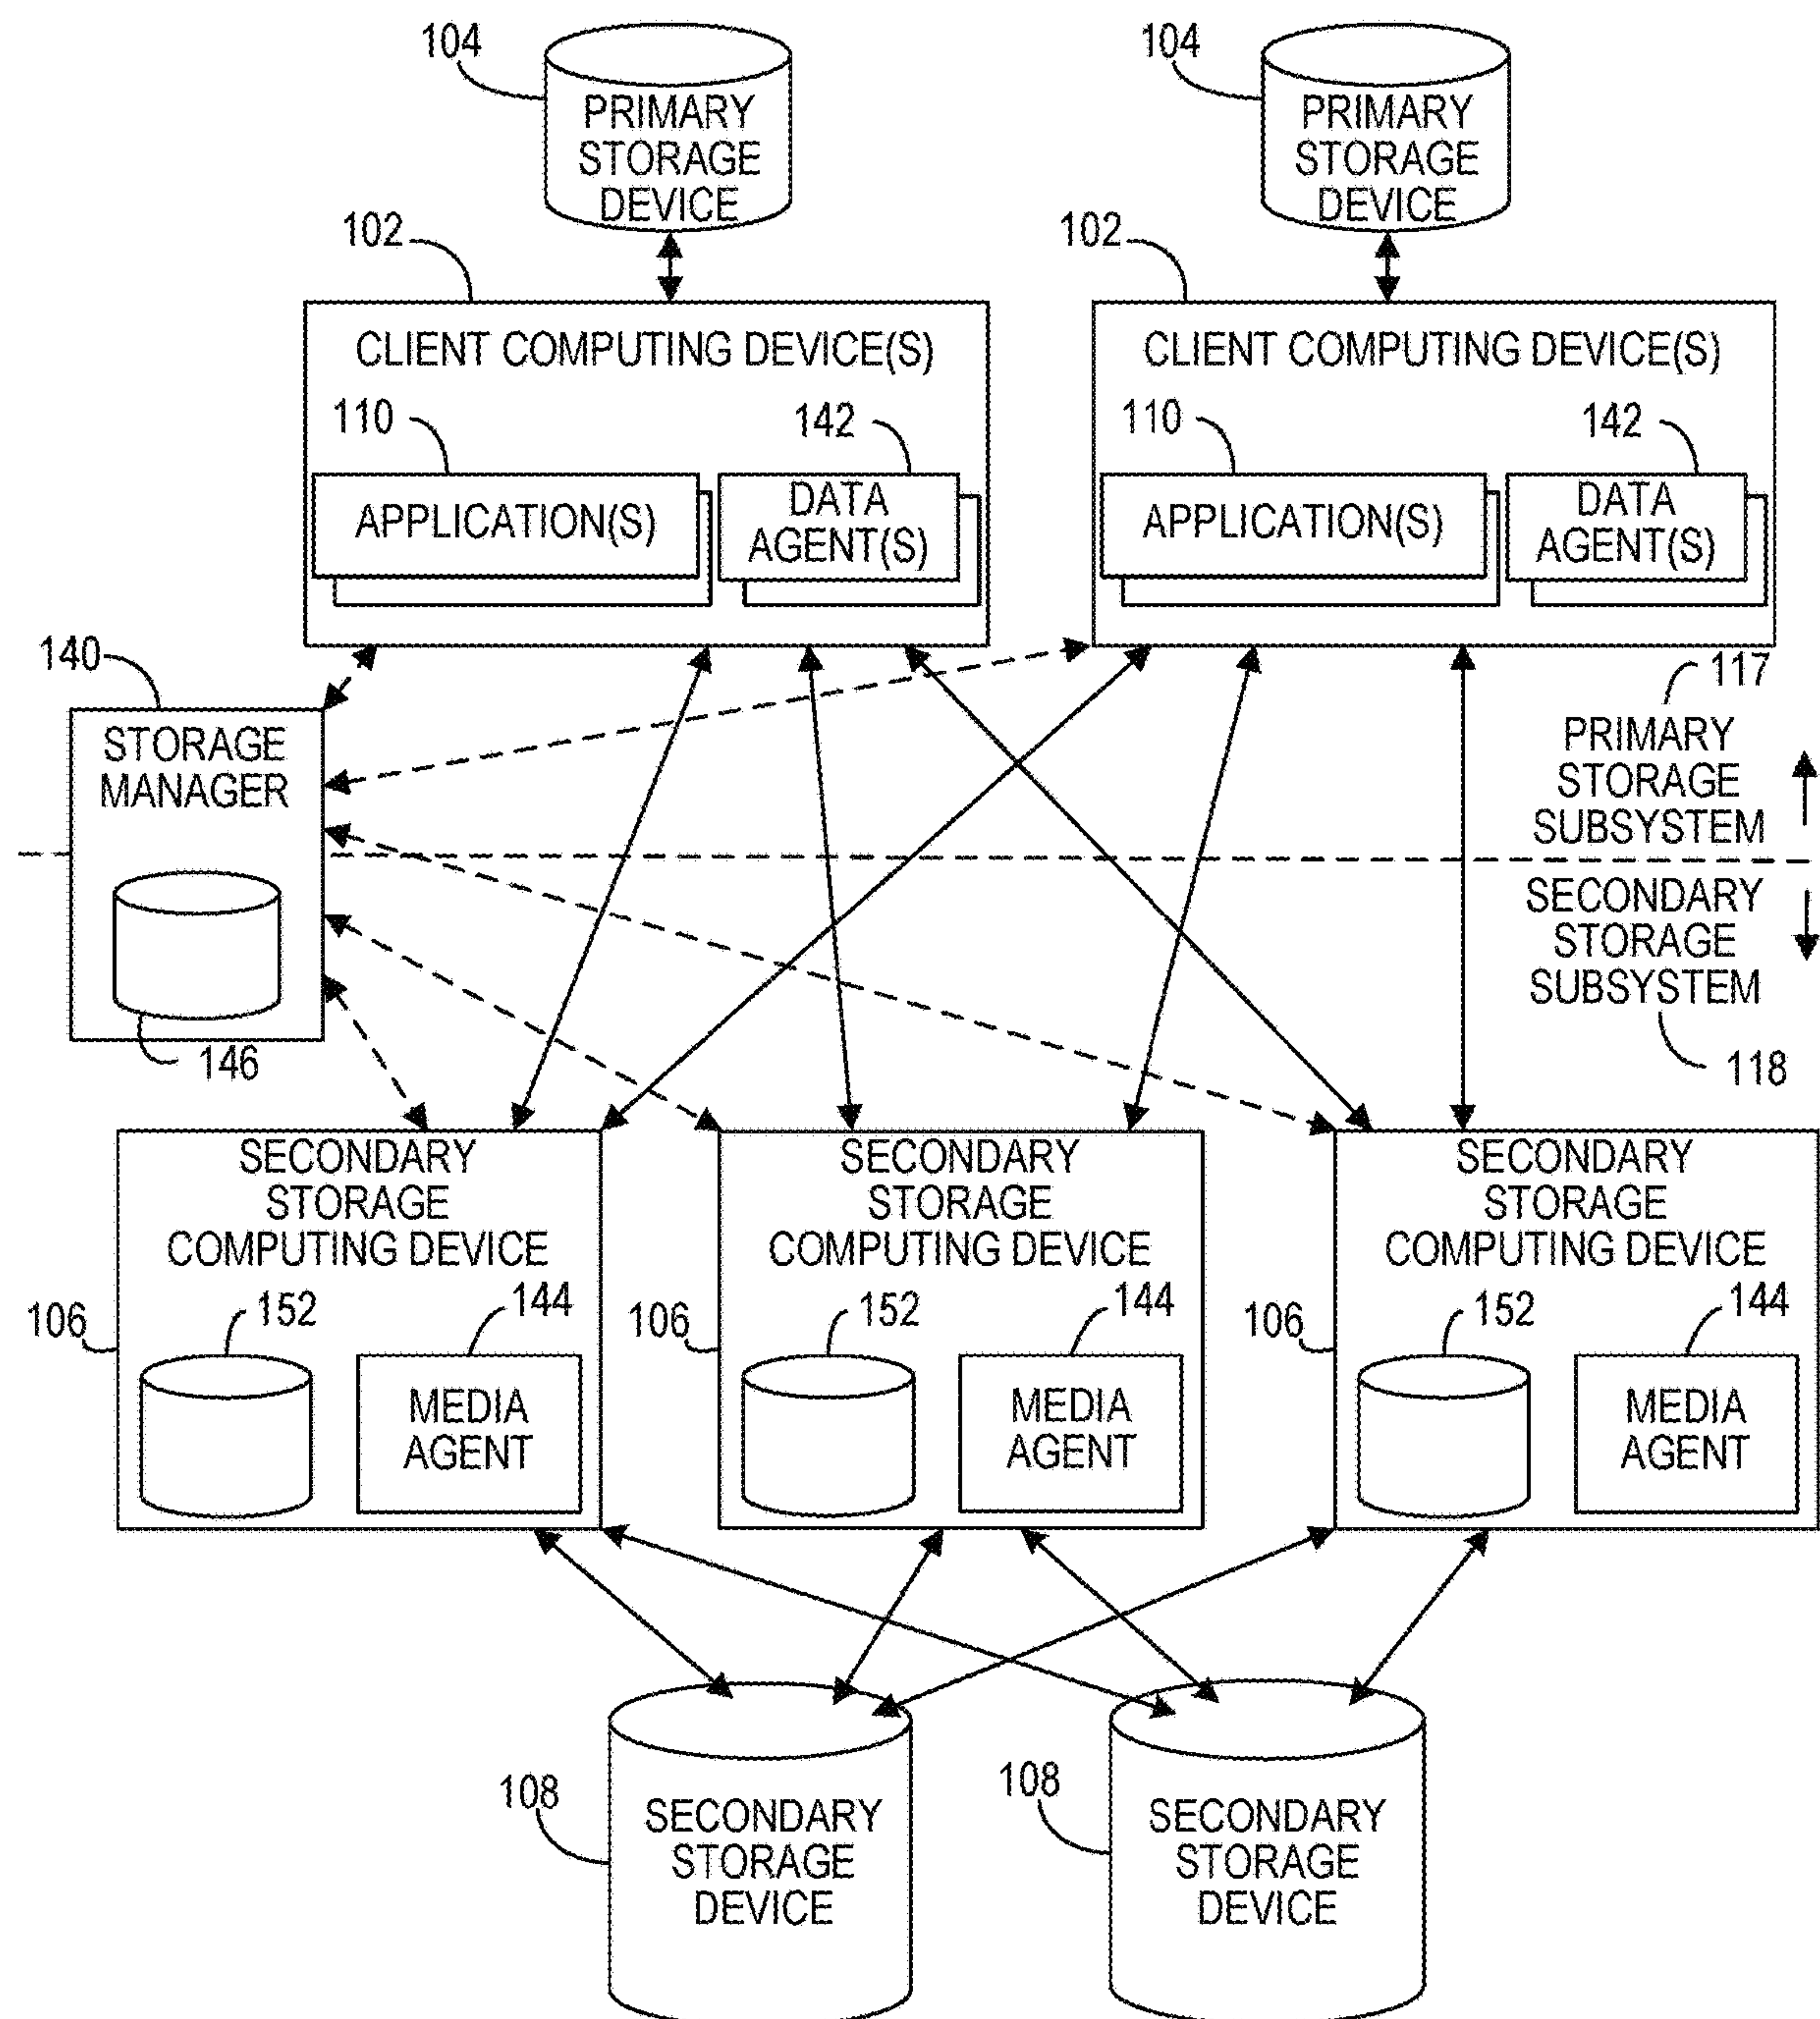 104
PRIMARY
STORAGE
DEVICE
104
PRIMARY
STORAGE
DEVICE
102
CLIENT COMPUTING DEVICE(S)
110
142
APPLICATION(S)
DATA
AGENT(S)
102
CLIENT COMPUTING DEVICE(S)
110
142
APPLICATION(S)
DATA
AGENT(S)
140
STORAGE
MANAGER
146
117
PRIMARY
STORAGE
SUBSYSTEM
SECONDARY
STORAGE
SUBSYSTEM
118
SECONDARY
STORAGE
COMPUTING DEVICE
106
152
144
MEDIA
AGENT
SECONDARY
STORAGE
COMPUTING DEVICE
106
152
144
MEDIA
AGENT
SECONDARY
STORAGE
COMPUTING DEVICE
106
152
144
MEDIA
AGENT
108
SECONDARY
STORAGE
DEVICE
108
SECONDARY
STORAGE
DEVICE